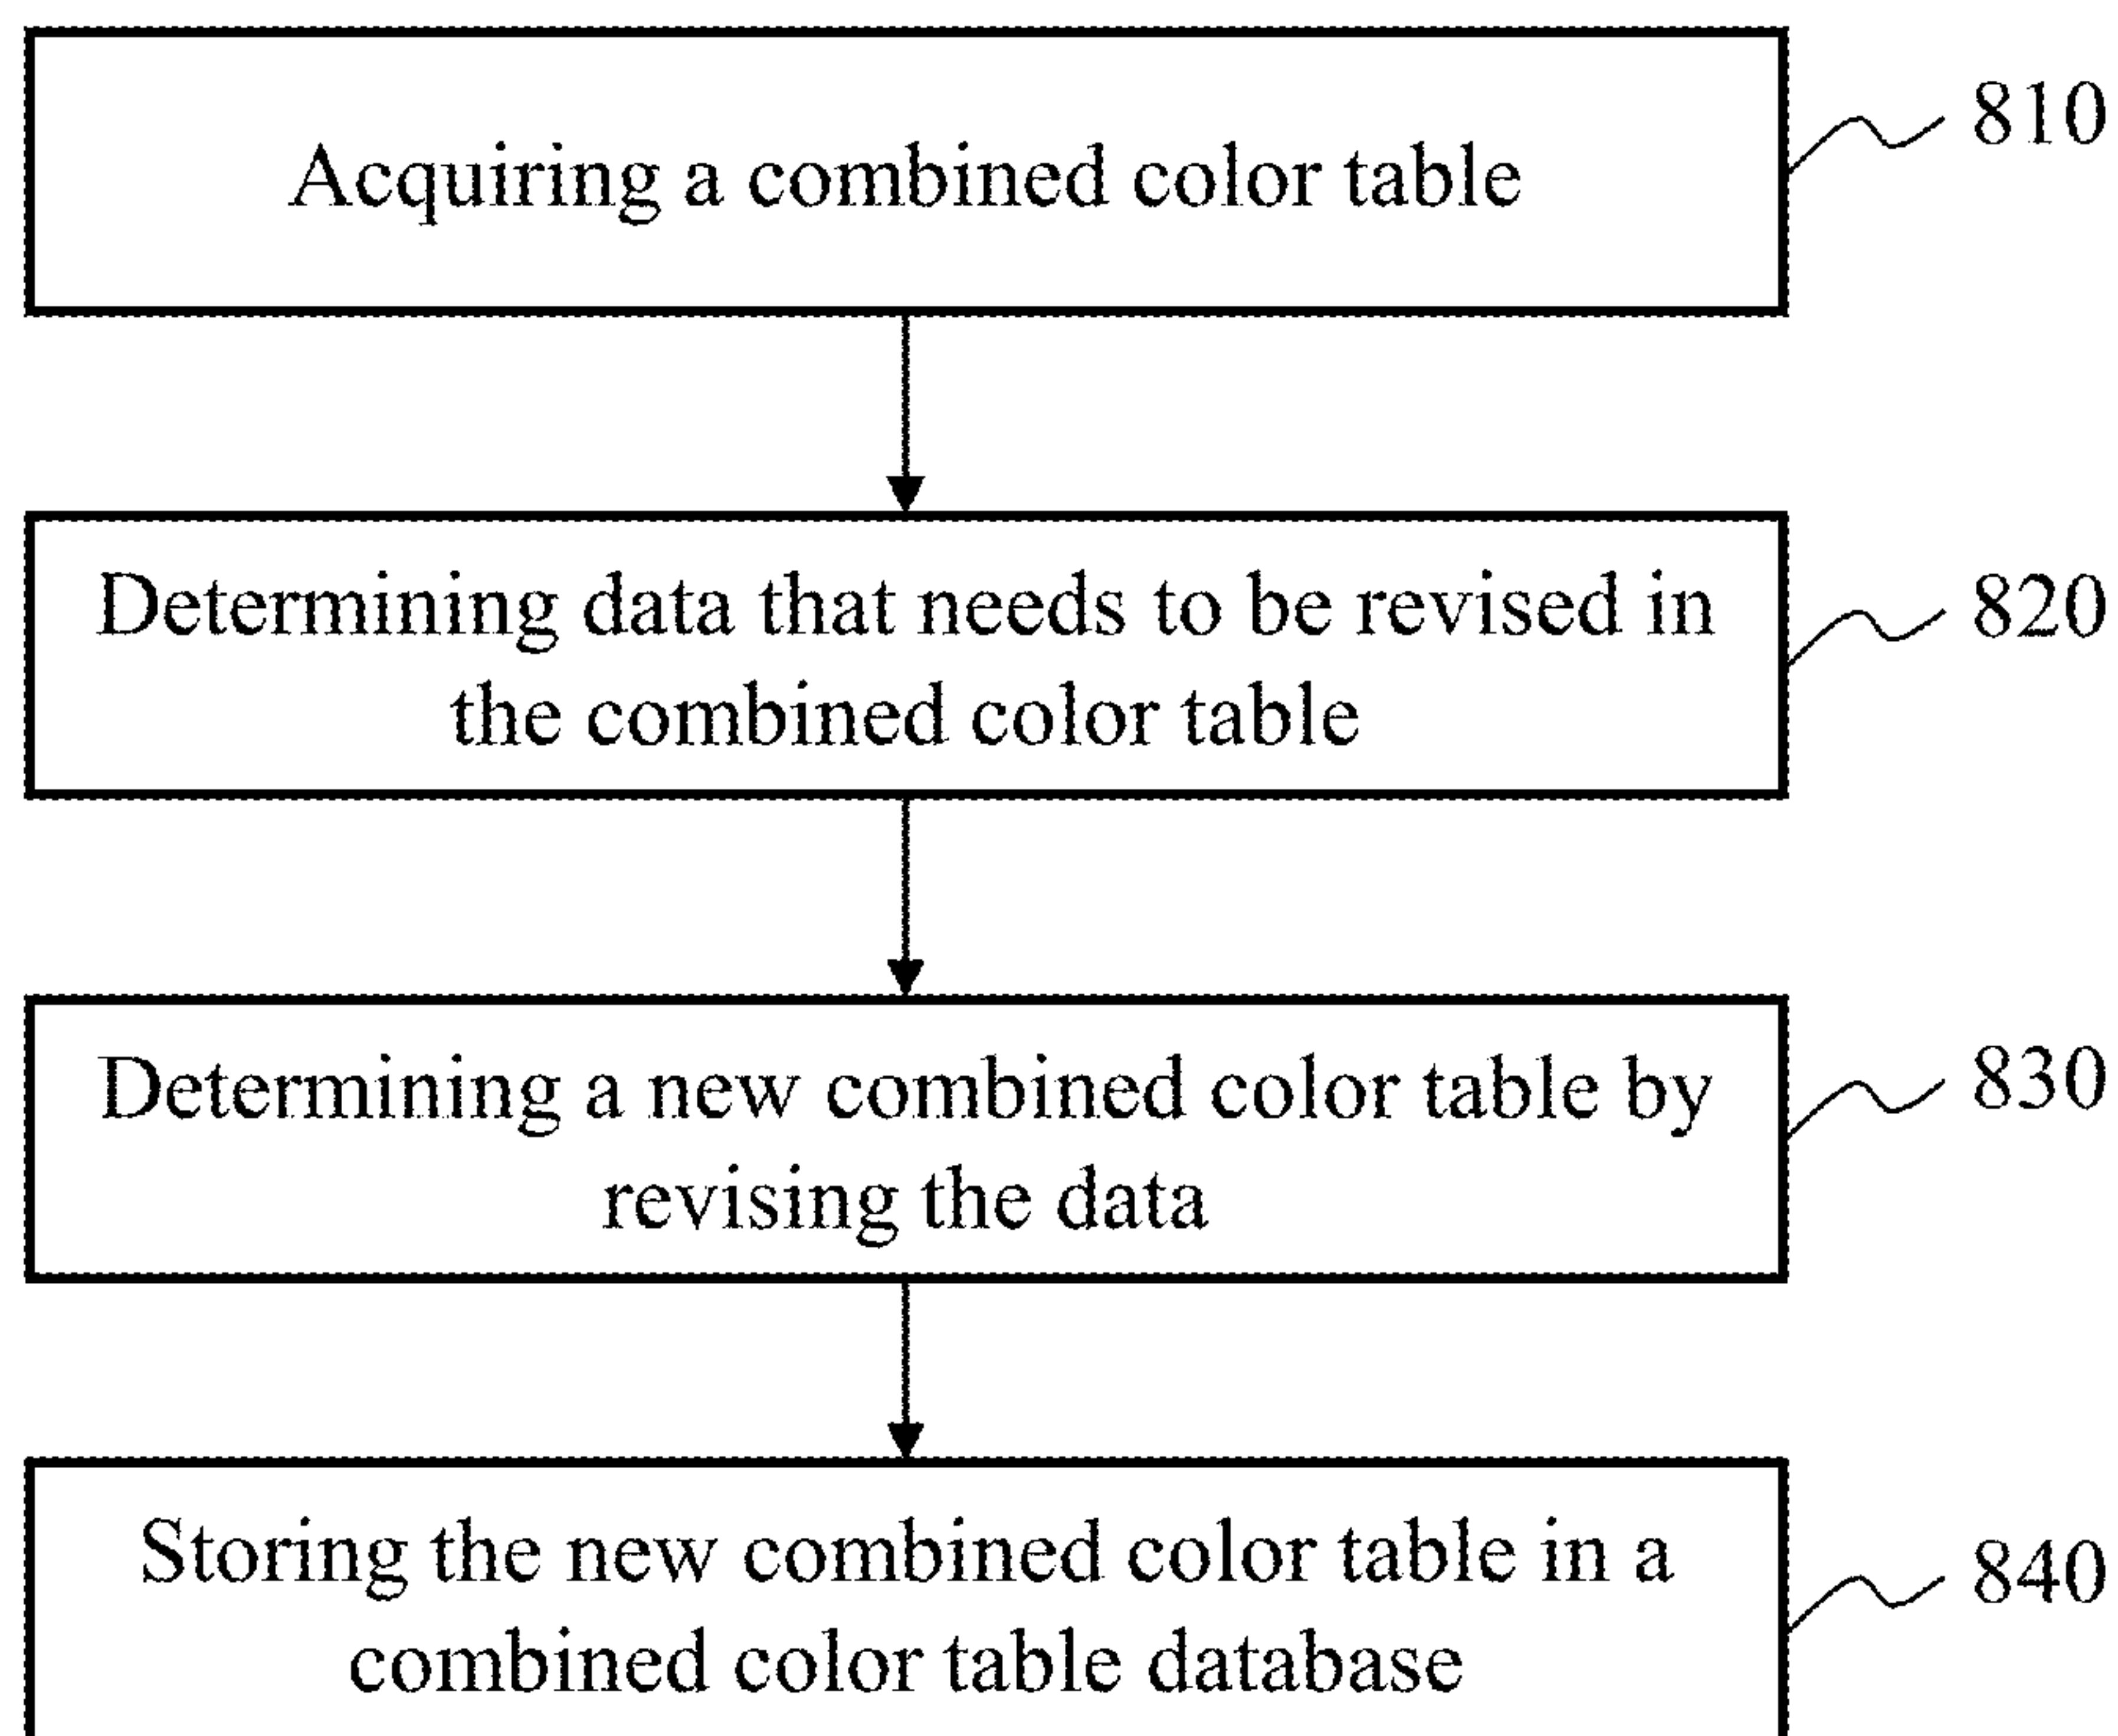 Acquiring a combined color table
810
Determining data that needs to be revised in
the combined color table
820
Determining a new combined color table by
revising the data
830
Storing the new combined color table in a
combined color table database
840